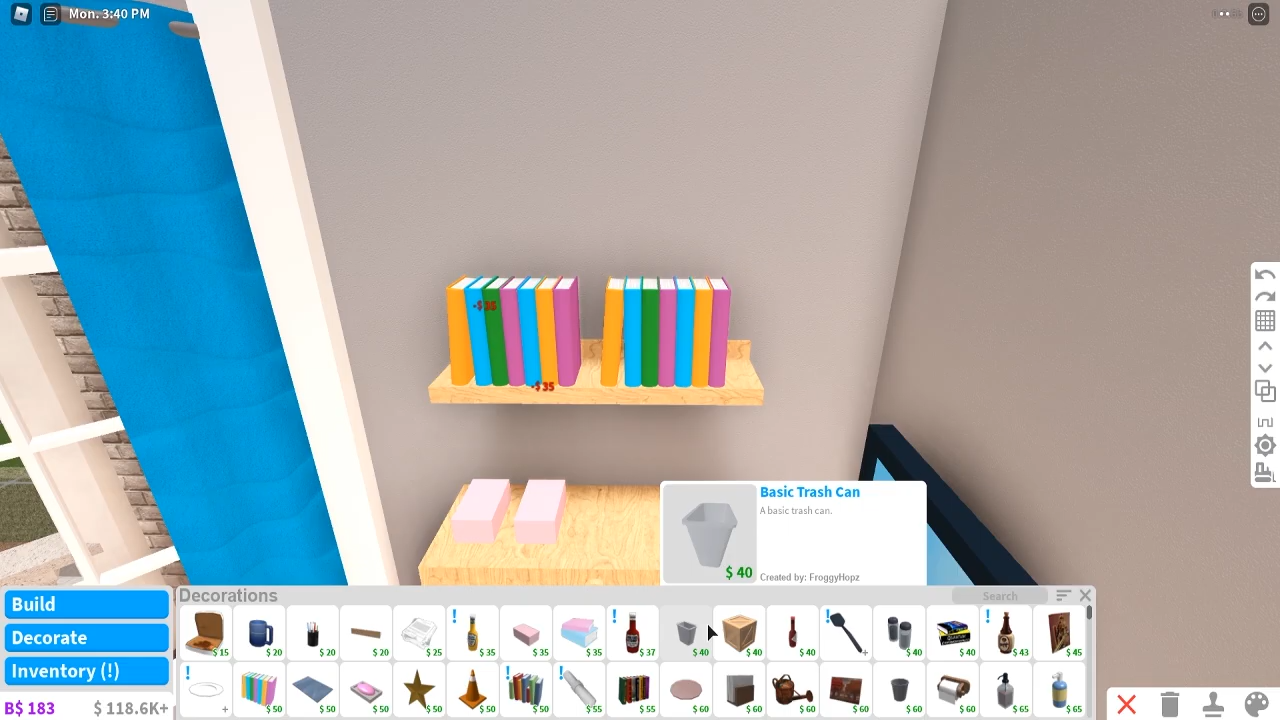 Mon. 3:40 PM
-$35
-$35
Basic Trash Can
A basic trash can.
$ 40
Created by: FroggyHopz
Build
Decorate
Inventory (!)
B$ 183
$ 118.6K+
Decorations
Search
$ 15
$ 20
$ 20
$ 20
$ 25
! $ 35
$ 35
$ 35
! $ 37
$ 40
$ 40
$ 40
! +
$ 40
$ 40
! $ 43
$ 45
! +
$ 50
$ 50
$ 50
$ 50
$ 50
! $ 50
! $ 55
$ 55
$ 60
$ 60
$ 60
$ 60
$ 60
$ 60
$ 65
$ 65